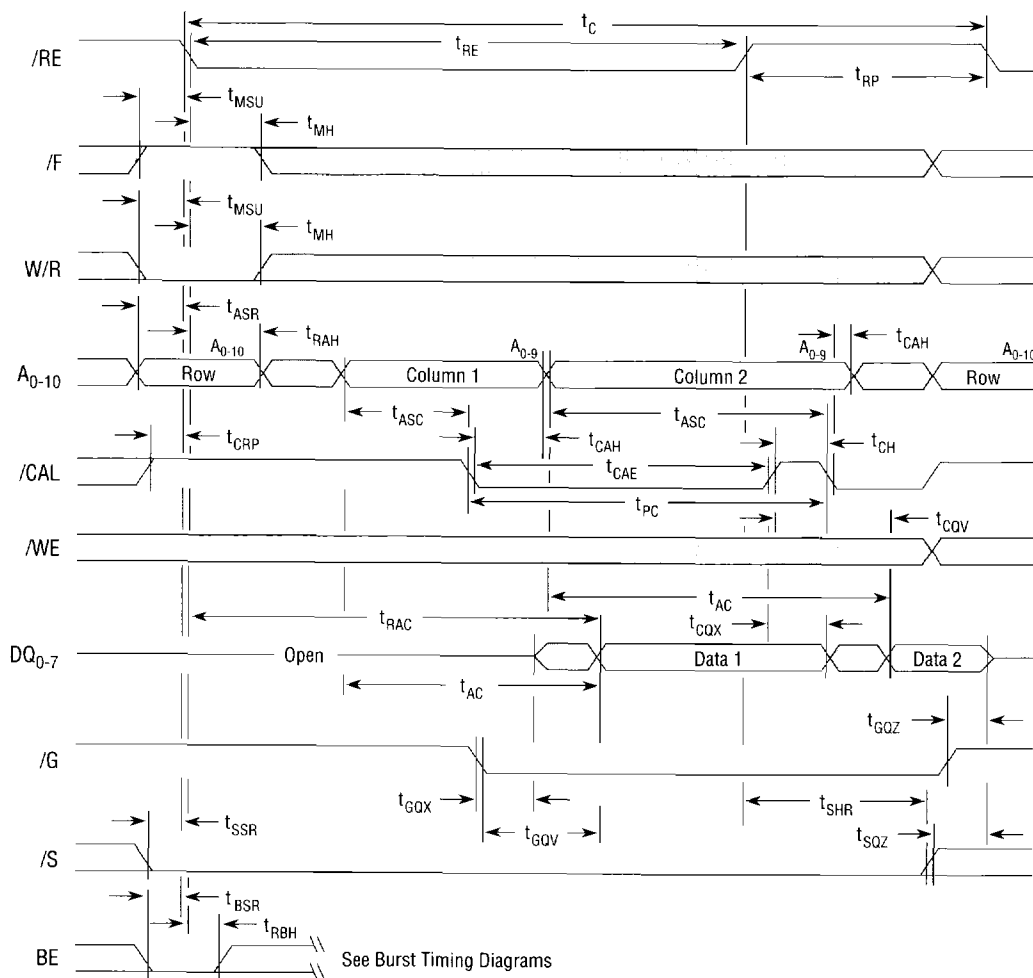 t_C
/RE
t_RE
t_RP
t_MSU
t_MH
/F
t_MSU
t_MH
W/R
t_ASR
t_RAH
A_0-10
A_0-9
A_0-9
t_CAH
A_0-10
A_0-10
Row
Column 1
Column 2
Row
t_ASC
t_ASC
t_CRP
t_CAH
t_CH
/CAL
t_CAE
t_PC
t_CQV
/WE
t_AC
t_RAC
t_CQX
DQ_0-7
Open
Data 1
Data 2
t_AC
t_GQZ
/G
t_GQX
t_GQV
t_SHR
t_SSR
t_SQZ
/S
t_BSR
t_RBH
BE
See Burst Timing Diagrams